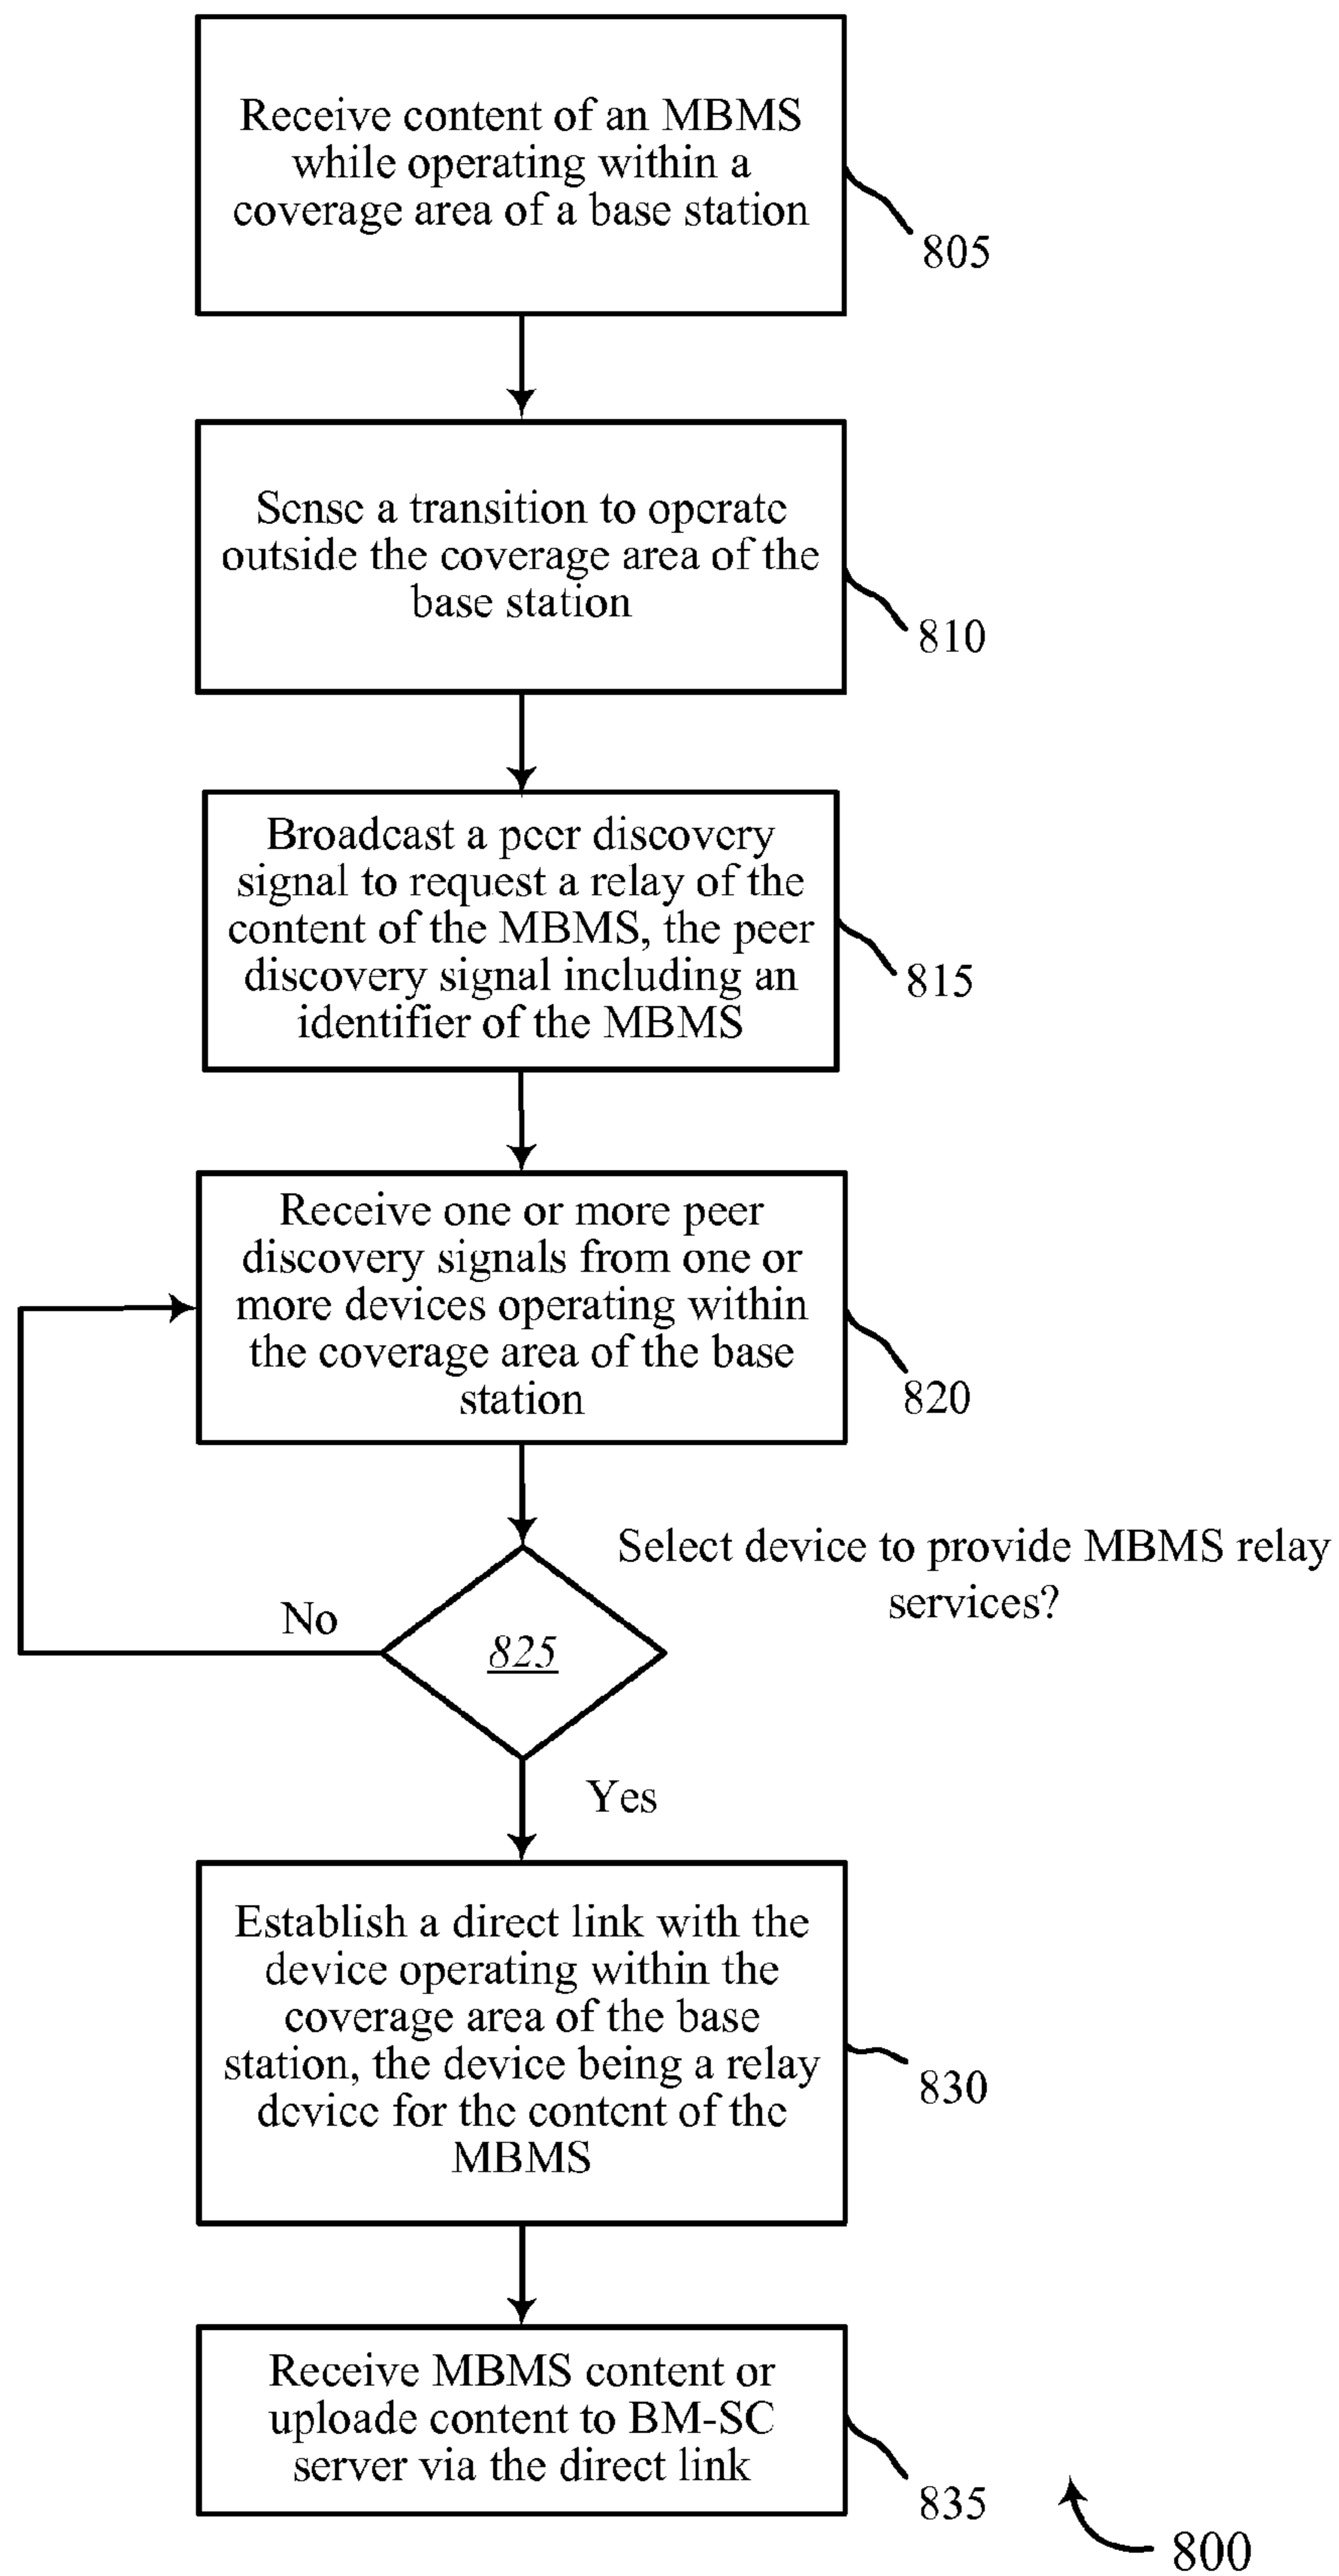 Receive content of an MBMS
while operating within a
coverage area of a base station
805
Sense a transition to operate
outside the coverage area of the
base station
810
Broadcast a peer discovery
signal to request a relay of the
content of the MBMS, the peer
discovery signal including an
identifier of the MBMS
815
Receive one or more peer
discovery signals from one or
more devices operating within
the coverage area of the base
station
820
Select device to provide MBMS relay
services?
No
825
Yes
Establish a direct link with the
device operating within the
coverage area of the base
station, the device being a relay
device for the content of the
MBMS
830
Receive MBMS content or
uploade content to BM-SC
server via the direct link
835
800